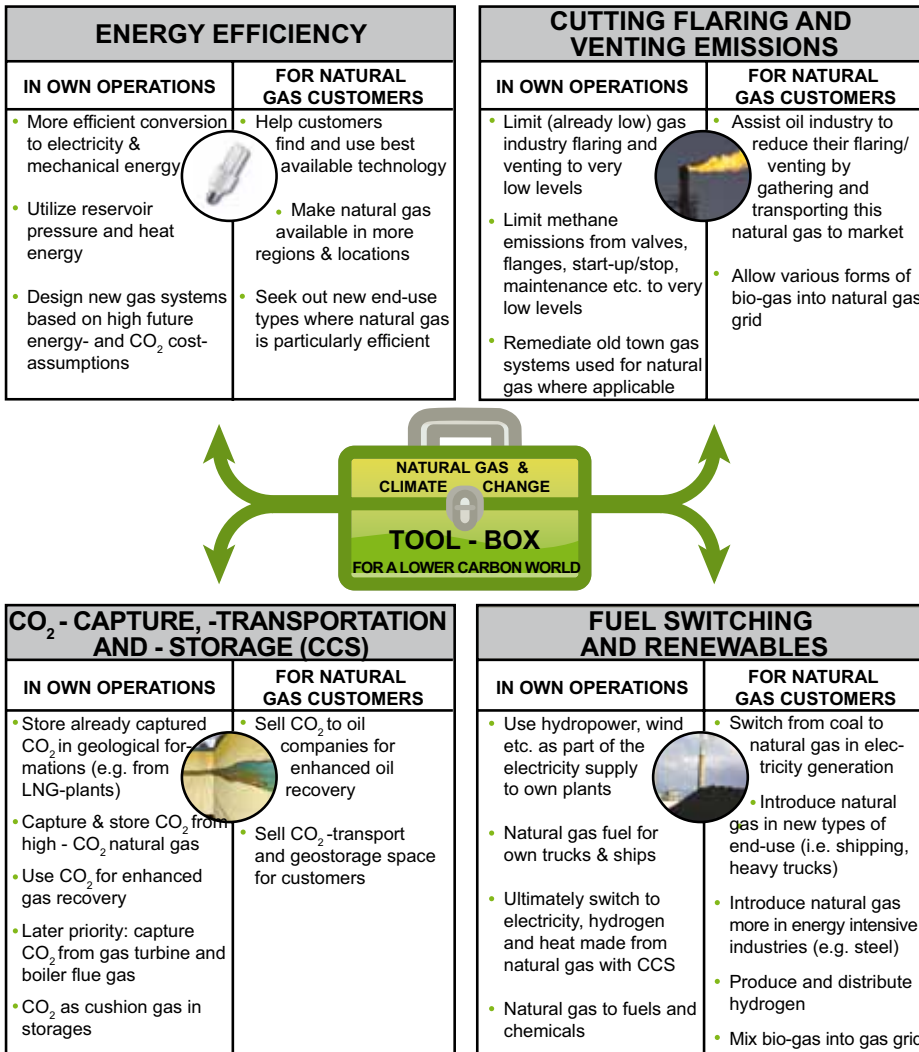 ENERGY EFFICIENCY
IN OWN OPERATIONS
• More efficient conversion
to electricity &
mechanical energy
• Utilize reservoir
pressure and heat
energy
• Design new gas systems
based on high future
energy- and CO2 cost-
assumptions
FOR NATURAL
GAS CUSTOMERS
• Help customers
find and use best
available technology
• Make natural gas
available in more
regions & locations
• Seek out new end-use
types where natural gas
is particularly efficient
CUTTING FLARING AND
VENTING EMISSIONS
IN OWN OPERATIONS
• Limit (already low) gas
industry flaring and
venting to very
low levels
• Limit methane
emissions from valves,
flanges, start-up/stop,
maintenance etc. to very
low levels
• Remediate old town gas
systems used for natural
gas where applicable
FOR NATURAL
GAS CUSTOMERS
• Assist oil industry to
reduce their flaring/
venting by
gathering and
transporting this
natural gas to market
• Allow various forms of
bio-gas into natural gas
grid
NATURAL GAS &
CLIMATE CHANGE
TOOL - BOX
FOR A LOWER CARBON WORLD
CO2 - CAPTURE, -TRANSPORTATION
AND - STORAGE (CCS)
IN OWN OPERATIONS
• Store already captured
CO2 in geological for-
mations (e.g. from
LNG-plants)
• Capture & store CO2 from
high - CO2 natural gas
• Use CO2 for enhanced
gas recovery
• Later priority: capture
CO2 from gas turbine and
boiler flue gas
• CO2 as cushion gas in
storages
FOR NATURAL
GAS CUSTOMERS
• Sell CO2 to oil
companies for
enhanced oil
recovery
• Sell CO2 -transport
and geostorage space
for customers
FUEL SWITCHING
AND RENEWABLES
IN OWN OPERATIONS
• Use hydropower, wind
etc. as part of the
electricity supply
to own plants
• Natural gas fuel for
own trucks & ships
• Ultimately switch to
electricity, hydrogen
and heat made from
natural gas with CCS
• Natural gas to fuels and
chemicals
FOR NATURAL
GAS CUSTOMERS
• Switch from coal to
natural gas in elec-
tricity generation
• Introduce natural
gas in new types of
end-use (i.e. shipping,
heavy trucks)
• Introduce natural gas
more in energy intensive
industries (e.g. steel)
• Produce and distribute
hydrogen
• Mix bio-gas into gas grid